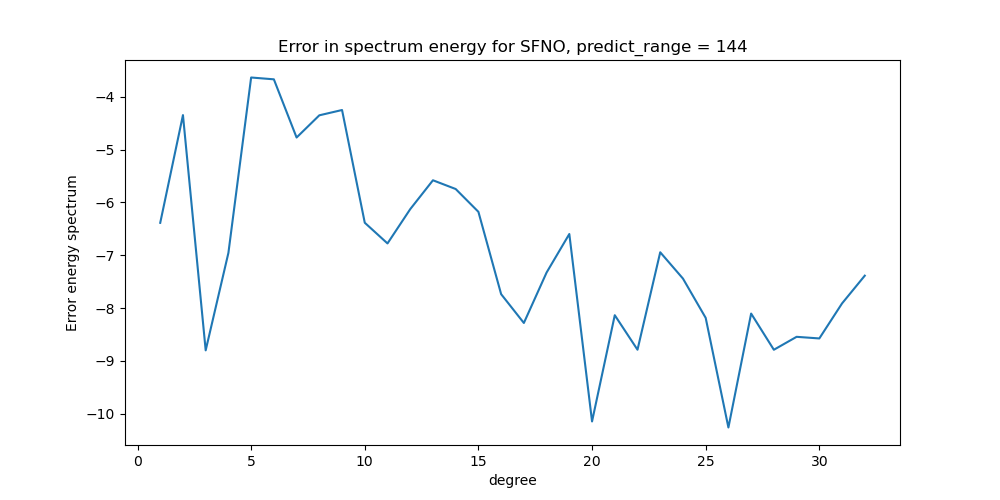 Error in spectrum energy for SFNO, predict_range = 144
Error energy spectrum
−4
−5
−6
−7
−8
−9
−10
0 5 10 15 20 25 30
degree